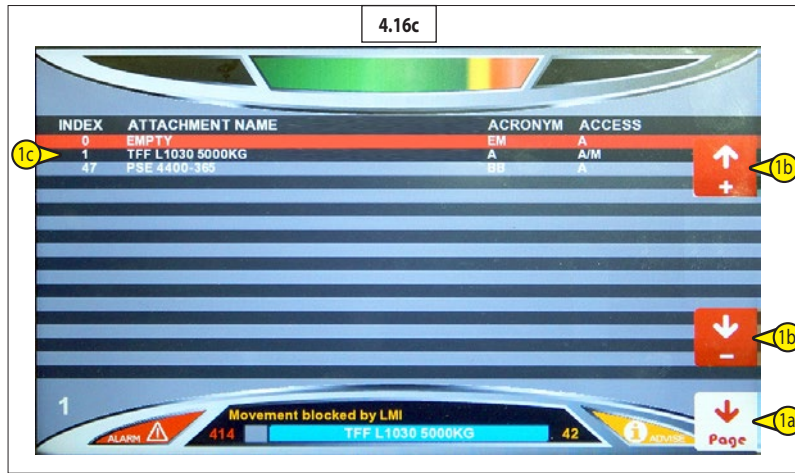 4.16c
INDEX ATTACHMENT NAME ACRONYM ACCESS
0 EMPTY EM A
1 TFF L1030 5000KG A A/M
47 PSE 4400-365 BB A
1c
1b
+
1b
–
1
Movement blocked by LMI
ALARM 414 TFF L1030 5000KG 42 i ADVISE
Page
1a